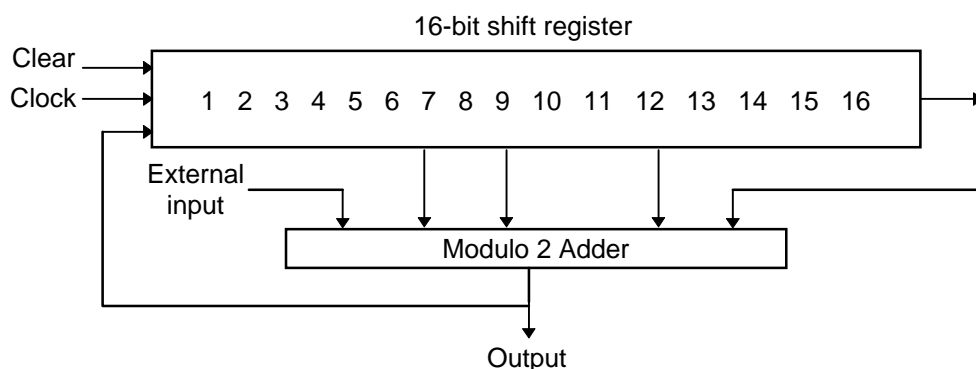 16-bit shift register
Clear
Clock
1 2 3 4 5 6 7 8 9 10 11 12 13 14 15 16
External
input
Modulo 2 Adder
Output